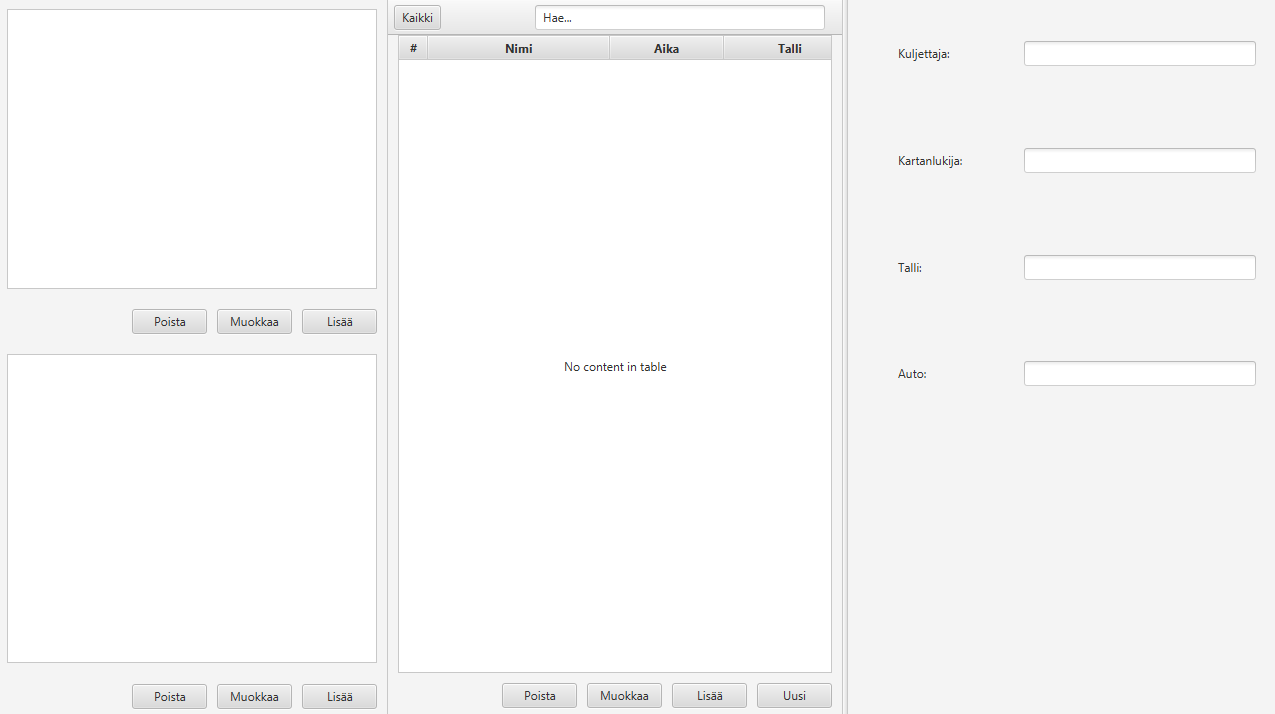 Poista Muokkaa Lisää
Poista Muokkaa Lisää
Kaikki Hae...
# Nimi Aika Talli
No content in table
Poista Muokkaa Lisää Uusi
Kuljettaja:
Kartanlukija:
Talli:
Auto: